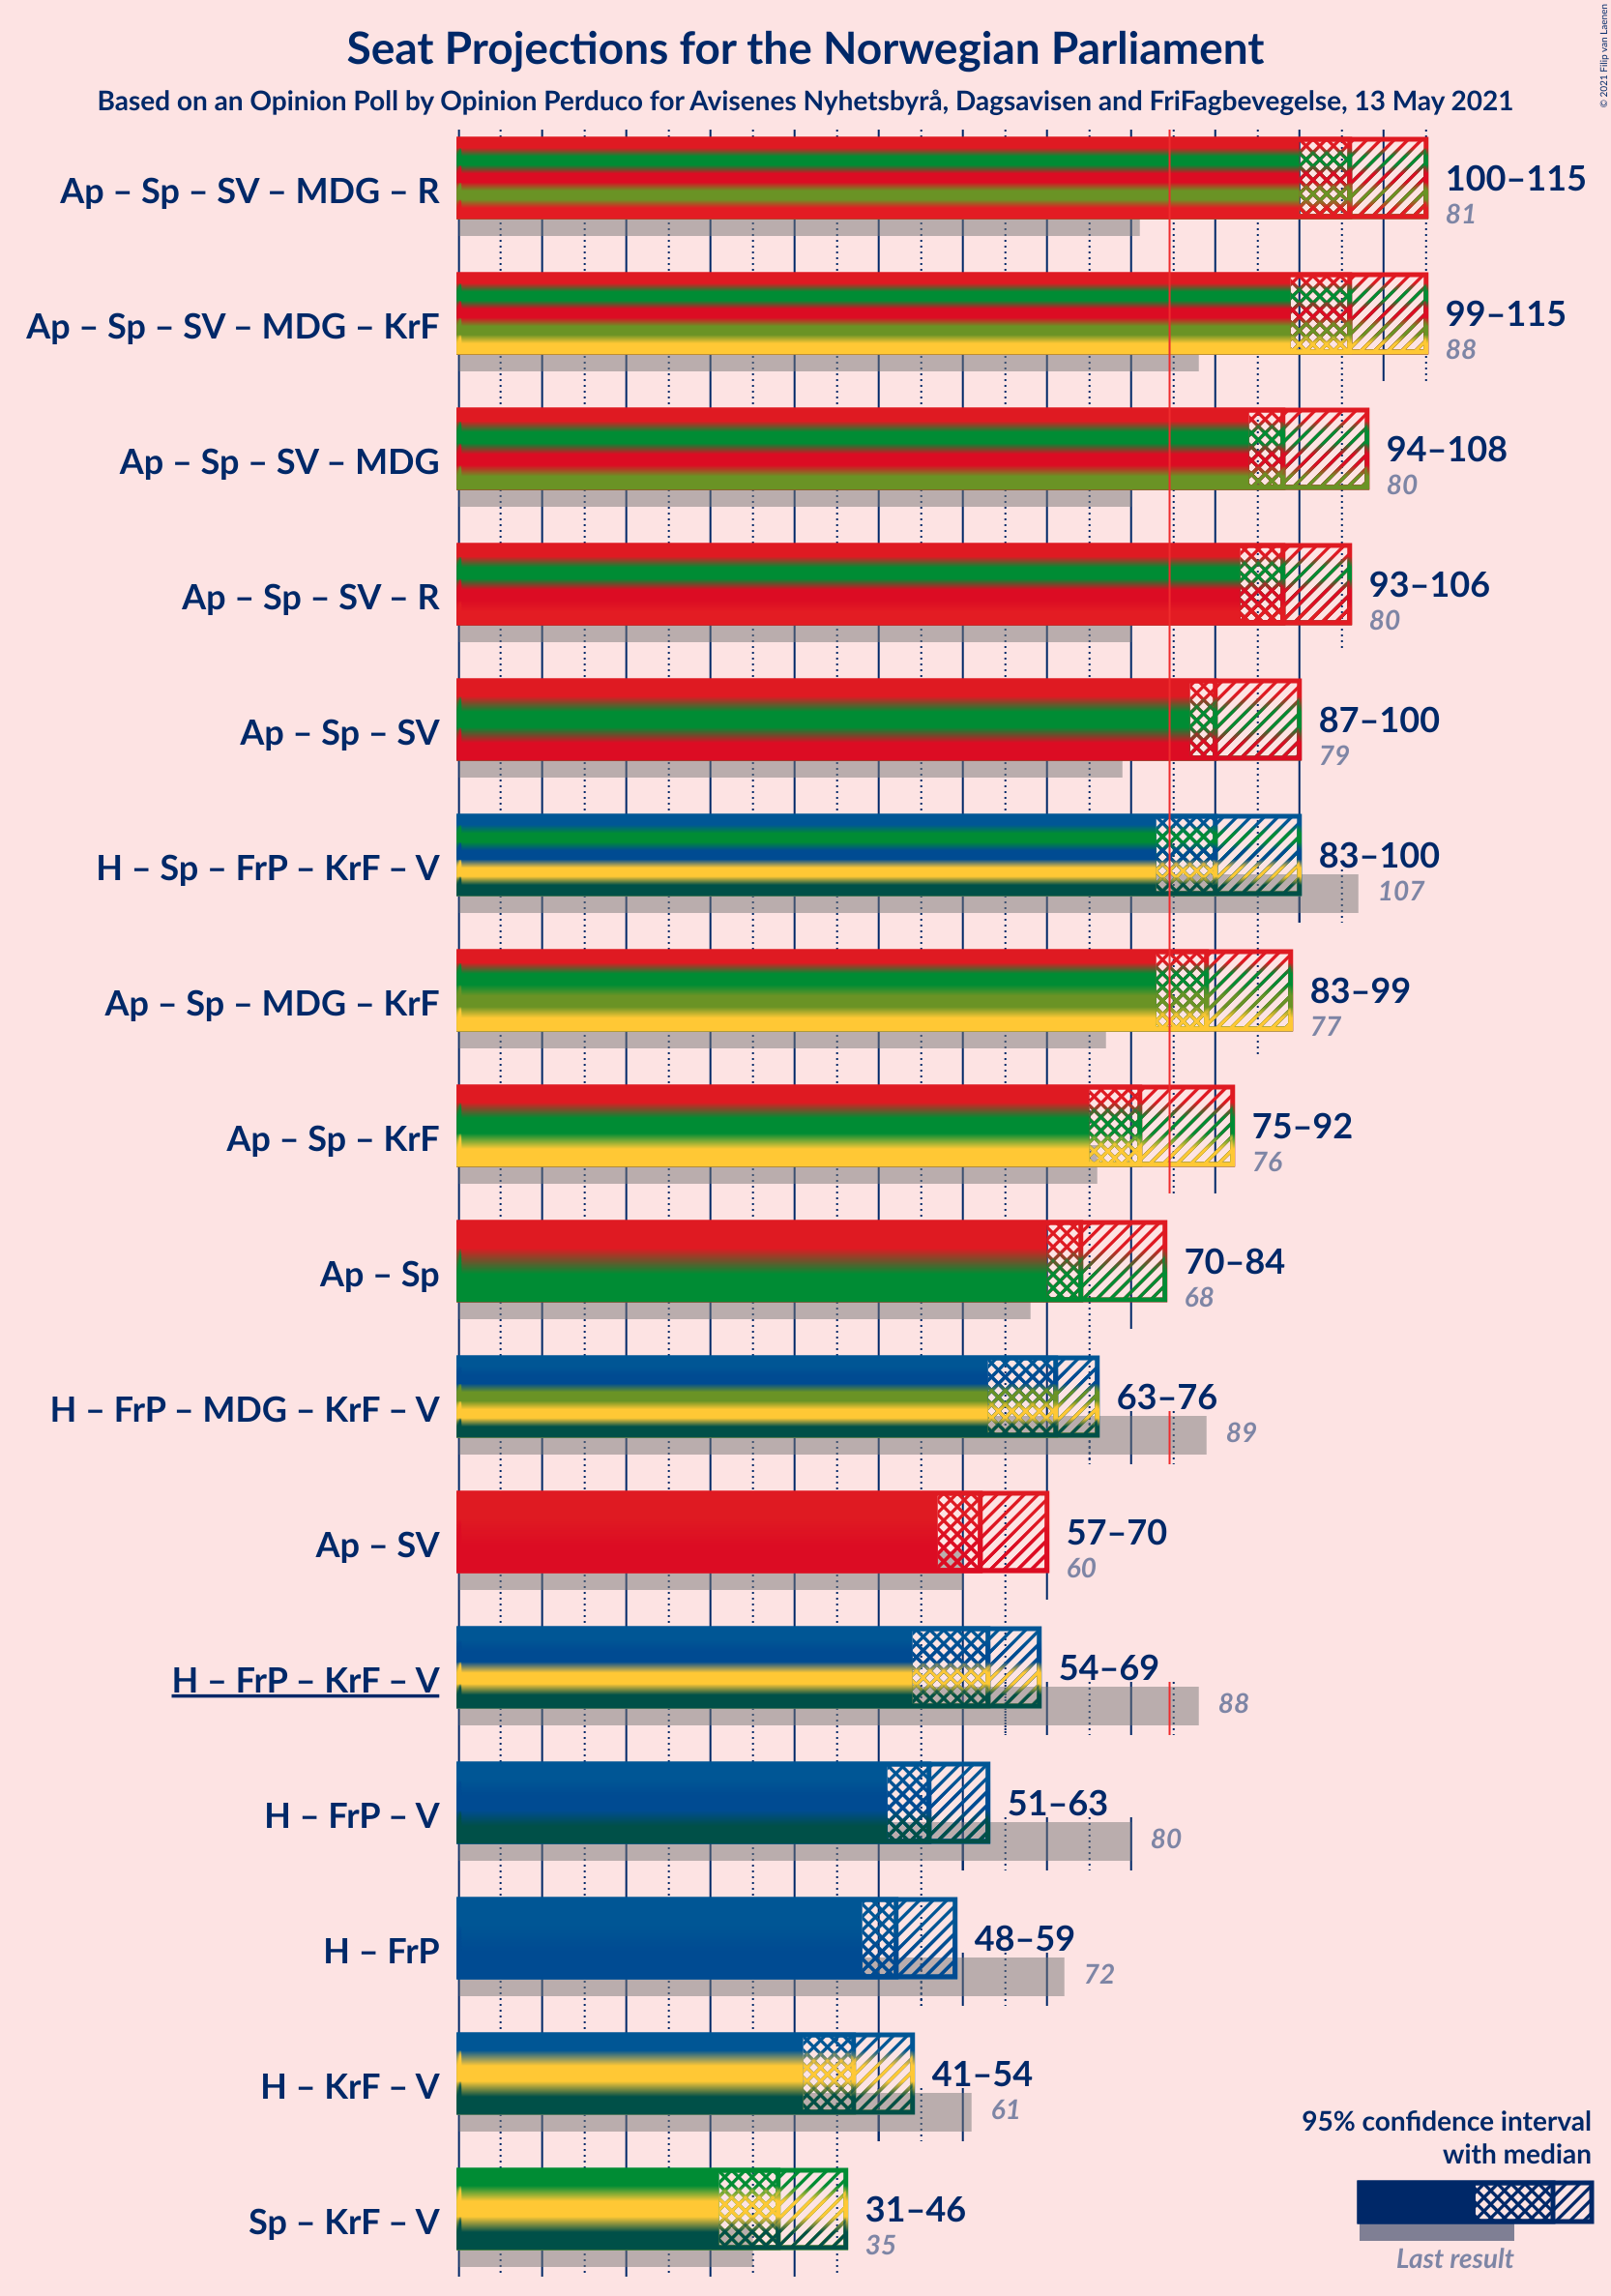 Seat Projections for the Norwegian Parliament
Based on an Opinion Poll by Opinion Perduco for Avisenes Nyhetsbyrå, Dagsavisen and FriFagbevegelse, 13 May 2021
© 2021 Filip van Laenen
Ap – Sp – SV – MDG – R
100–115
81
Ap – Sp – SV – MDG – KrF
99–115
88
Ap – Sp – SV – MDG
94–108
80
Ap – Sp – SV – R
93–106
80
Ap – Sp – SV
87–100
79
H – Sp – FrP – KrF – V
83–100
107
Ap – Sp – MDG – KrF
83–99
77
Ap – Sp – KrF
75–92
76
Ap – Sp
70–84
68
H – FrP – MDG – KrF – V
63–76
89
Ap – SV
57–70
60
H – FrP – KrF – V
54–69
88
H – FrP – V
51–63
80
H – FrP
48–59
72
H – KrF – V
41–54
61
Sp – KrF – V
31–46
35
95% confidence interval
with median
Last result